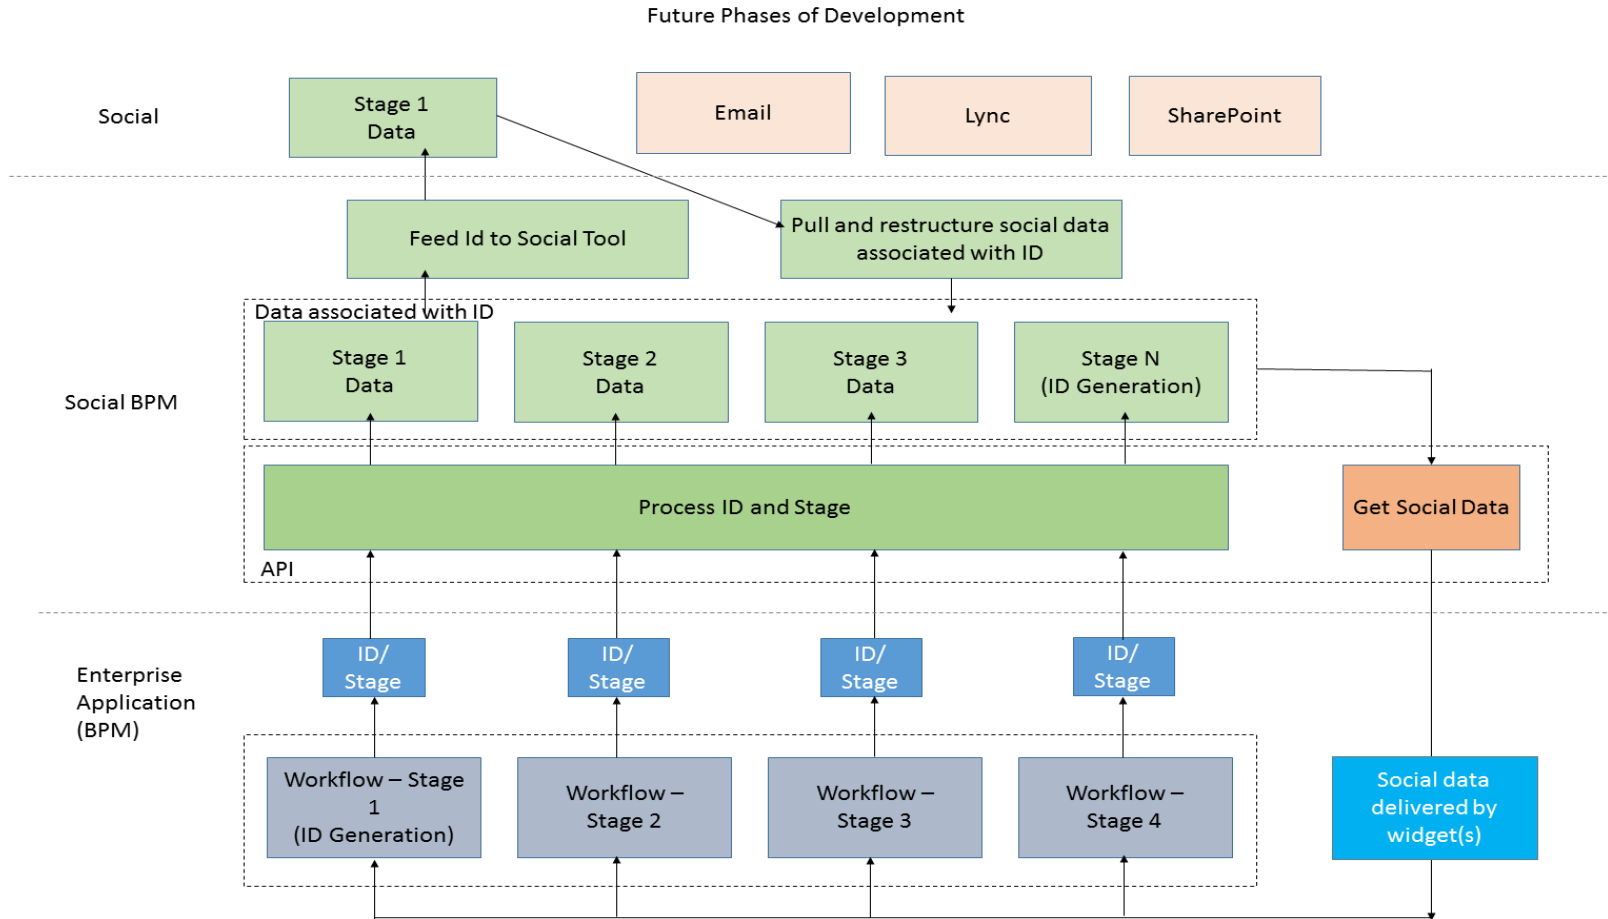 Future Phases of Development
Social
Stage 1
Data
Email
Lync
SharePoint
Feed Id to Social Tool
Pull and restructure social data
associated with ID
Data associated with ID
Social BPM
Stage 1
Data
Stage 2
Data
Stage 3
Data
Stage N
(ID Generation)
Process ID and Stage
Get Social Data
API
Enterprise
Application
(BPM)
ID/
Stage
ID/
Stage
ID/
Stage
ID/
Stage
Workflow – Stage
1
(ID Generation)
Workflow –
Stage 2
Workflow –
Stage 3
Workflow –
Stage 4
Social data
delivered by
widget(s)